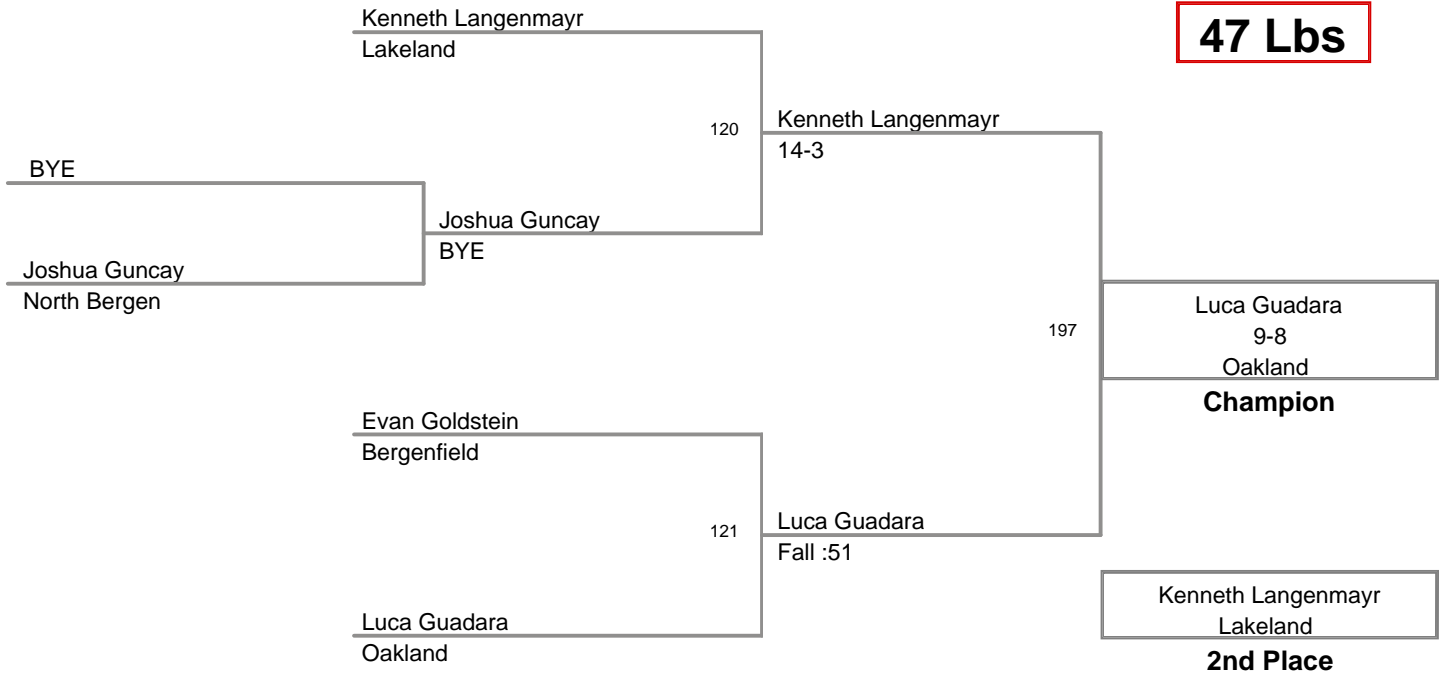 Kenneth Langenmayr
Lakeland
47 Lbs
120
Kenneth Langenmayr
14-3
BYE
Joshua Guncay
BYE
Joshua Guncay
North Bergen
197
Luca Guadara
9-8
Oakland
Champion
Evan Goldstein
Bergenfield
121
Luca Guadara
Fall :51
Luca Guadara
Oakland
Kenneth Langenmayr
Lakeland
2nd Place